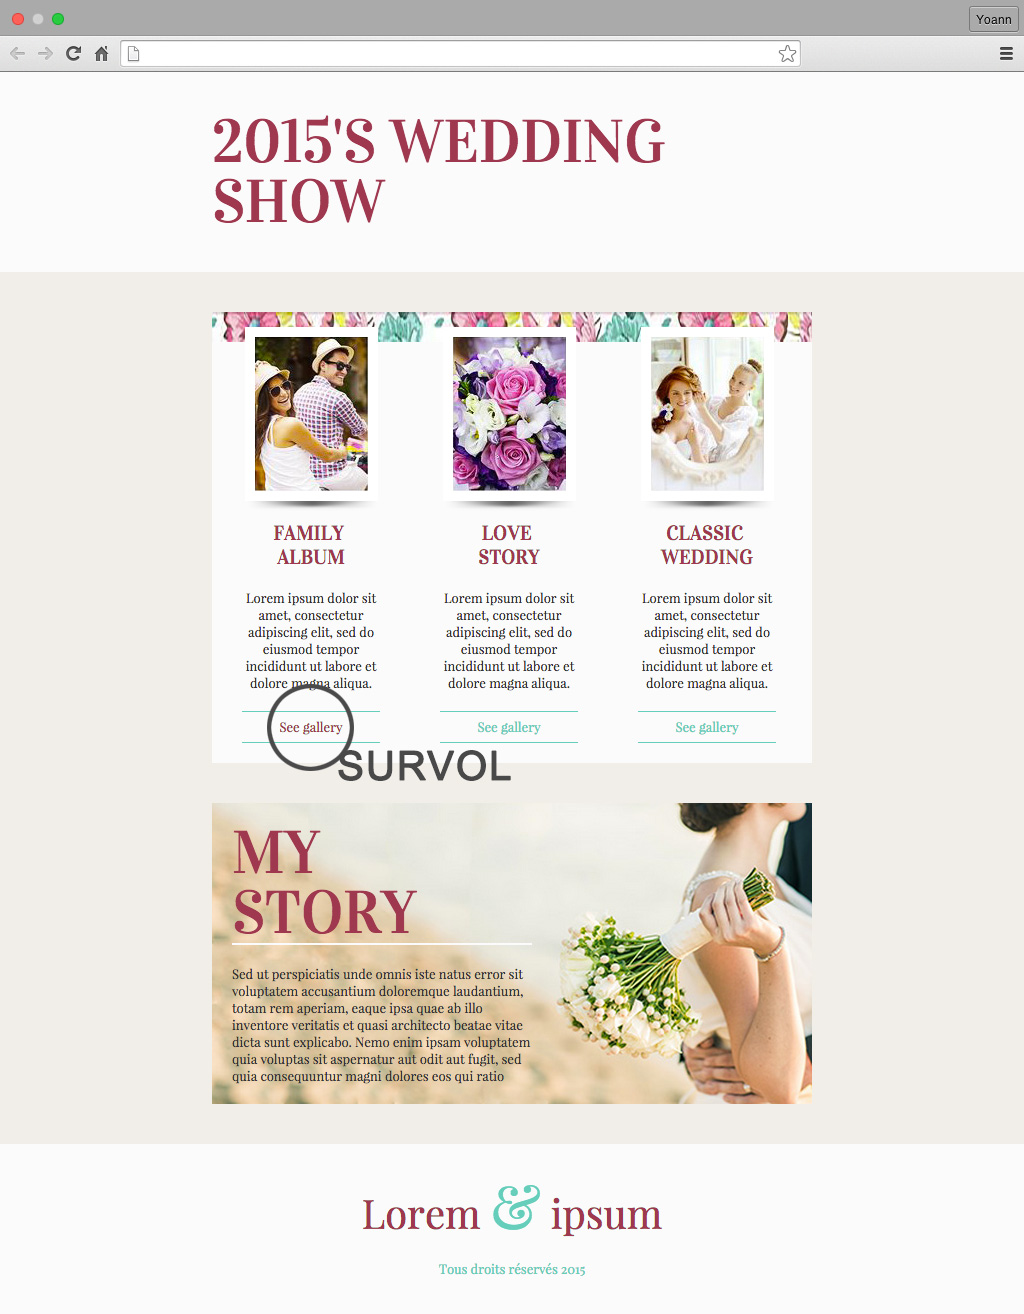 Yoann
2015'S WEDDING
SHOW
FAMILY
ALBUM
Lorem ipsum dolor sit
amet, consectetur
adipiscing elit, sed do
eiusmod tempor
incididunt ut labore et
dolore magna aliqua.
See gallery
LOVE
STORY
Lorem ipsum dolor sit
amet, consectetur
adipiscing elit, sed do
eiusmod tempor
incididunt ut labore et
dolore magna aliqua.
See gallery
CLASSIC
WEDDING
Lorem ipsum dolor sit
amet, consectetur
adipiscing elit, sed do
eiusmod tempor
incididunt ut labore et
dolore magna aliqua.
See gallery
SURVOL
MY
STORY
Sed ut perspiciatis unde omnis iste natus error sit
voluptatem accusantium doloremque laudantium,
totam rem aperiam, eaque ipsa quae ab illo
inventore veritatis et quasi architecto beatae vitae
dicta sunt explicabo. Nemo enim ipsam voluptatem
quia voluptas sit aspernatur aut odit aut fugit, sed
quia consequuntur magni dolores eos qui ratio
Lorem & ipsum
Tous droits réservés 2015